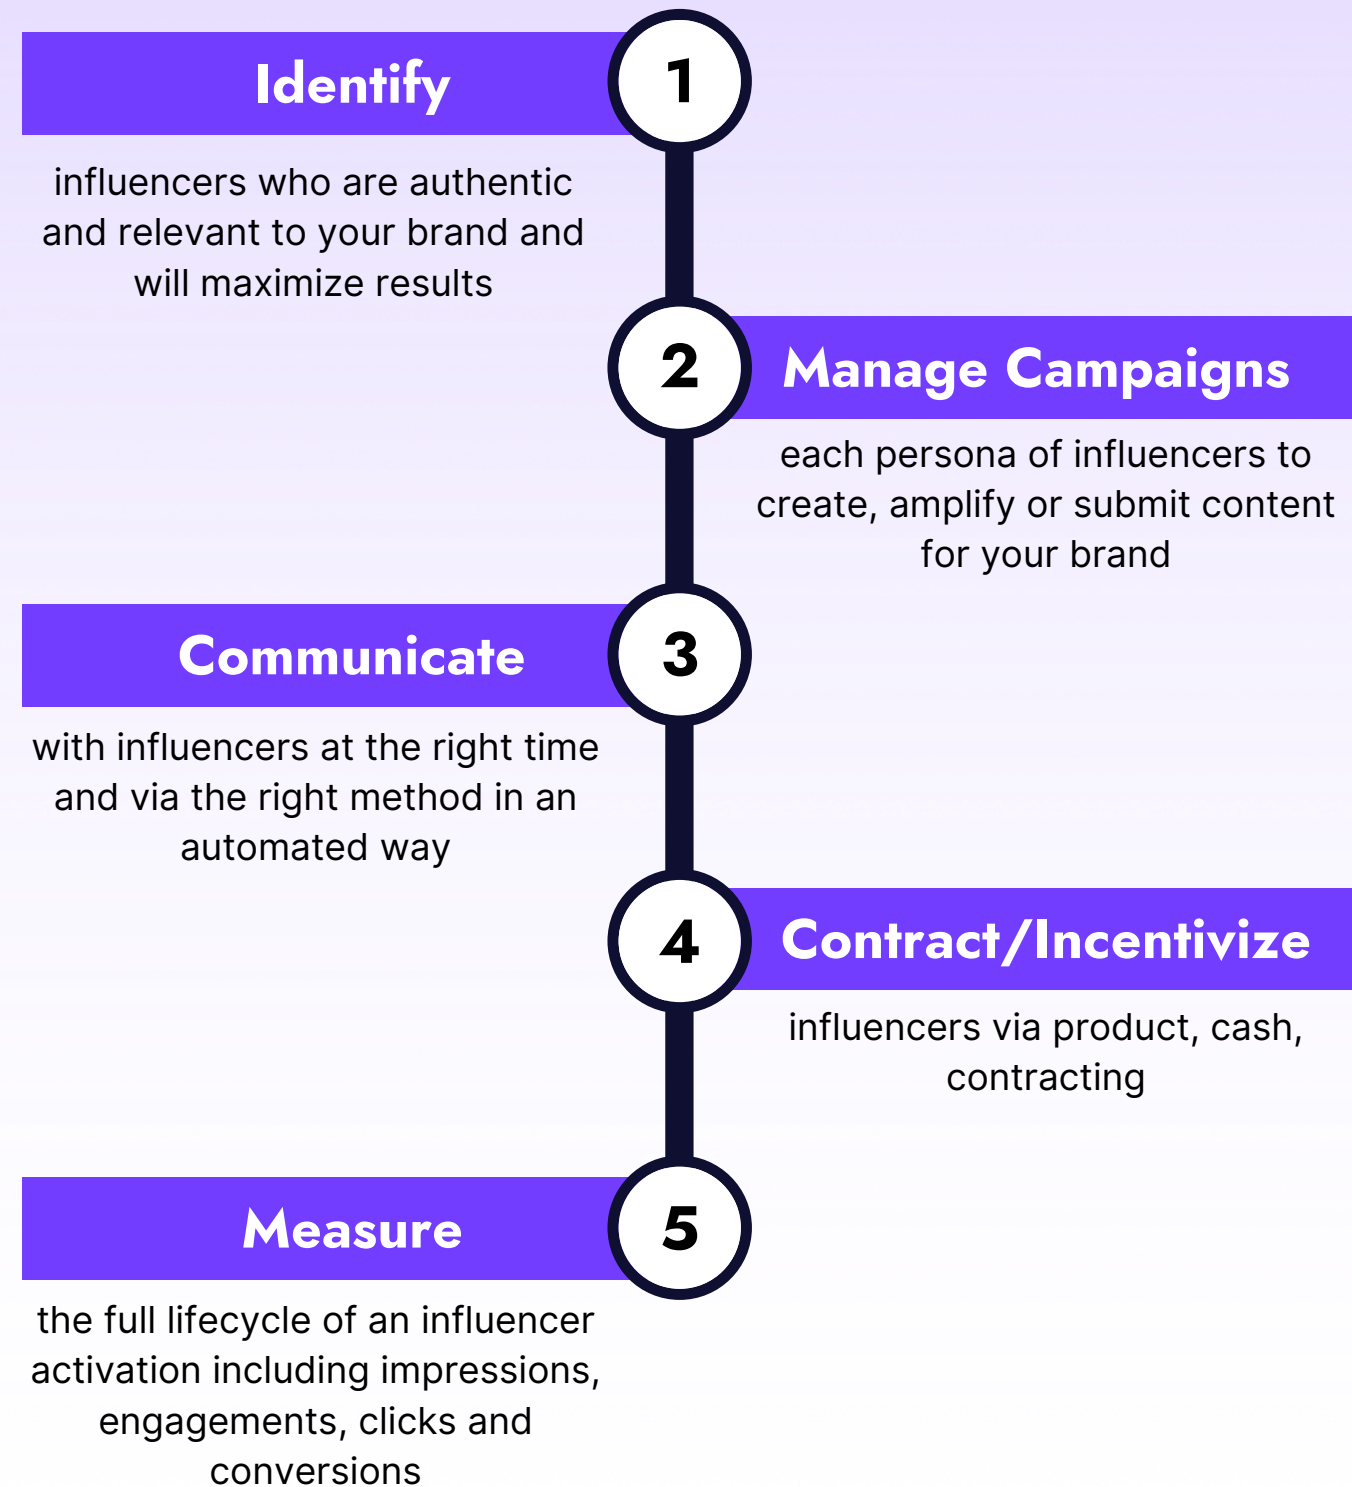 Identify
1
influencers who are authentic
and relevant to your brand and
will maximize results
2
Manage Campaigns
each persona of influencers to
create, amplify or submit content
for your brand
Communicate
3
with influencers at the right time
and via the right method in an
automated way
4
Contract/Incentivize
influencers via product, cash,
contracting
Measure
5
the full lifecycle of an influencer
activation including impressions,
engagements, clicks and
conversions